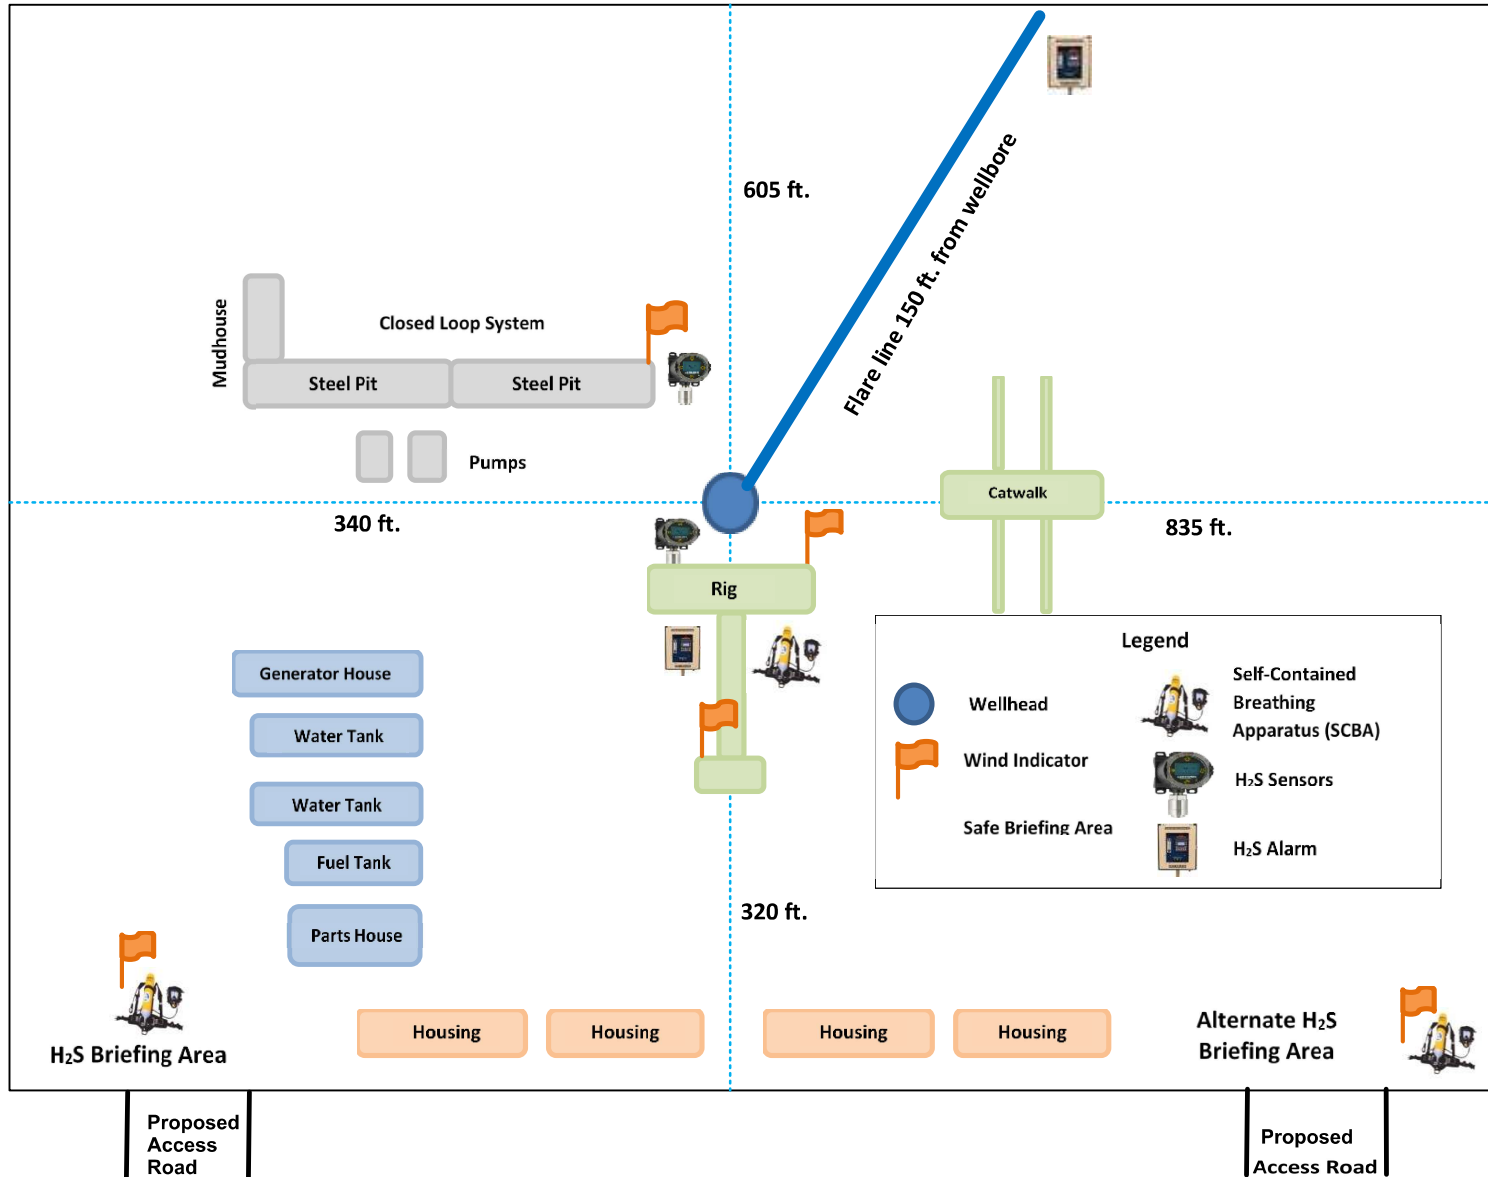 605 ft.
Flare line 150 ft. from wellbore
Mudhouse
Closed Loop System
Steel Pit
Steel Pit
Pumps
Catwalk
340 ft.
835 ft.
Rig
Legend
Generator House
Water Tank
Water Tank
Fuel Tank
Parts House
Wellhead
Self-Contained
Breathing
Apparatus (SCBA)
Wind Indicator
H₂S Sensors
Safe Briefing Area
H₂S Alarm
320 ft.
H₂S Briefing Area
Housing
Housing
Housing
Housing
Alternate H₂S
Briefing Area
Proposed
Access
Road
Proposed
Access Road